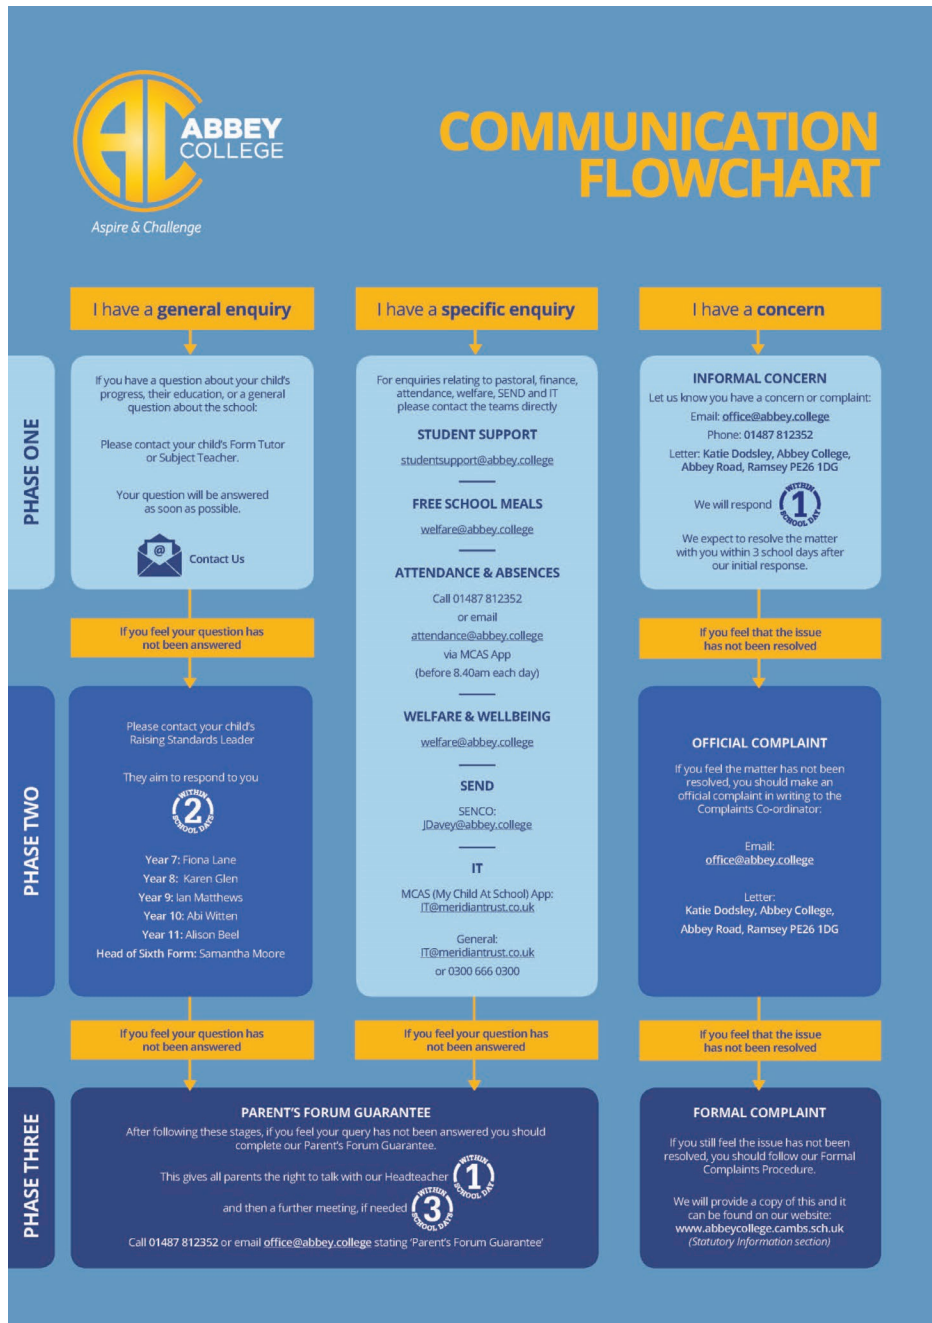 AC
ABBEY
COLLEGE
Aspire & Challenge
COMMUNICATION
FLOWCHART
I have a general enquiry
PHASE ONE
If you have a question about your child's
progress, their education, or a general
question about the school:
Please contact your child's Form Tutor
or Subject Teacher.
Your question will be answered
as soon as possible.
@
Contact Us
If you feel your question has
not been answered
PHASE TWO
Please contact your child's
Raising Standards Leader
They aim to respond to you
WITHIN
2
SCHOOL DAYS
Year 7: Fiona Lane
Year 8: Karen Glen
Year 9: Ian Matthews
Year 10: Abi Witten
Year 11: Alison Beel
Head of Sixth Form: Samantha Moore
If you feel your question has
not been answered
I have a specific enquiry
For enquiries relating to pastoral, finance,
attendance, welfare, SEND and IT
please contact the teams directly
STUDENT SUPPORT
studentsupport@abbey.college
FREE SCHOOL MEALS
welfare@abbey.college
ATTENDANCE & ABSENCES
Call 01487 812352
or email
attendance@abbey.college
via MCAS App
(before 8.40am each day)
WELFARE & WELLBEING
welfare@abbey.college
SEND
SENCO:
JDavey@abbey.college
IT
MCAS (My Child At School) App:
IT@meridiantrust.co.uk
General:
IT@meridiantrust.co.uk
or 0300 666 0300
If you feel your question has
not been answered
PHASE THREE
PARENT'S FORUM GUARANTEE
After following these stages, if you feel your query has not been answered you should
complete our Parent's Forum Guarantee.
This gives all parents the right to talk with our Headteacher
WITHIN
1
SCHOOL DAY
and then a further meeting, if needed
WITHIN
3
SCHOOL DAYS
Call 01487 812352 or email office@abbey.college stating 'Parent's Forum Guarantee'
I have a concern
INFORMAL CONCERN
Let us know you have a concern or complaint:
Email: office@abbey.college
Phone: 01487 812352
Letter: Katie Dodsley, Abbey College,
Abbey Road, Ramsey PE26 1DG
We will respond
WITHIN
1
SCHOOL DAY
We expect to resolve the matter
with you within 3 school days after
our initial response.
If you feel that the issue
has not been resolved
OFFICIAL COMPLAINT
If you feel the matter has not been
resolved, you should make an
official complaint in writing to the
Complaints Co-ordinator:
Email:
office@abbey.college
Letter:
Katie Dodsley, Abbey College,
Abbey Road, Ramsey PE26 1DG
If you feel that the issue
has not been resolved
FORMAL COMPLAINT
If you still feel the issue has not been
resolved, you should follow our Formal
Complaints Procedure.
We will provide a copy of this and it
can be found on our website:
www.abbeycollege.cambs.sch.uk
(Statutory Information section)